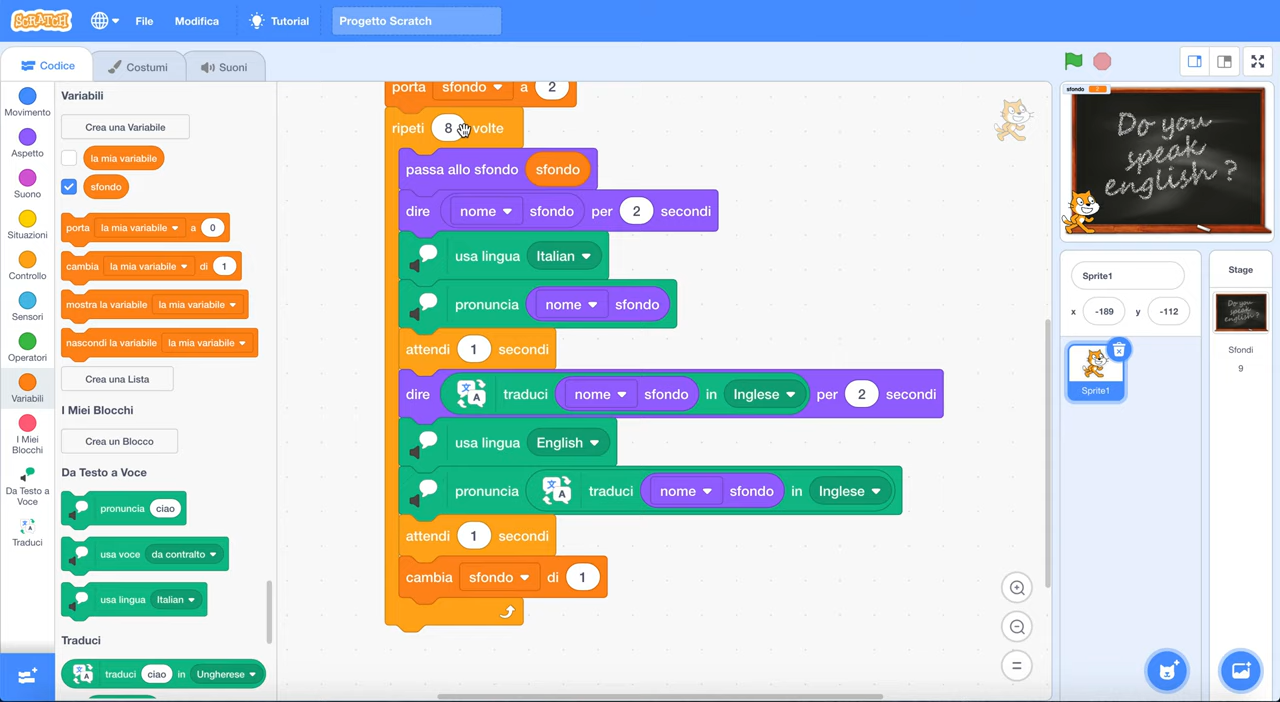 SCRATCH File Modifica Tutorial Progetto Scratch
Codice Costumi Suoni
Movimento
Aspetto
Suono
Situazioni
Controllo
Sensori
Operatori
Variabili
I Miei
Blocchi
Da Testo a
Voce
Traduci
Variabili
Crea una Variabile
la mia variabile
sfondo
porta la mia variabile a 0
cambia la mia variabile di 1
mostra la variabile la mia variabile
nascondi la variabile la mia variabile
Crea una Lista
I Miei Blocchi
Crea un Blocco
Da Testo a Voce
pronuncia ciao
usa voce da contralto
usa lingua Italian
Traduci
traduci ciao in Ungherese
porta sfondo a 2
ripeti 8 volte
passa allo sfondo sfondo
dire nome sfondo per 2 secondi
usa lingua Italian
pronuncia nome sfondo
attendi 1 secondi
dire traduci nome sfondo in Inglese per 2 secondi
usa lingua English
pronuncia traduci nome sfondo in Inglese
attendi 1 secondi
cambia sfondo di 1
sfondo 2
Do you
speak
english ?
Sprite1
x -189 y -112
Sprite1
Stage
Do you
speak
english ?
Sfondi
9